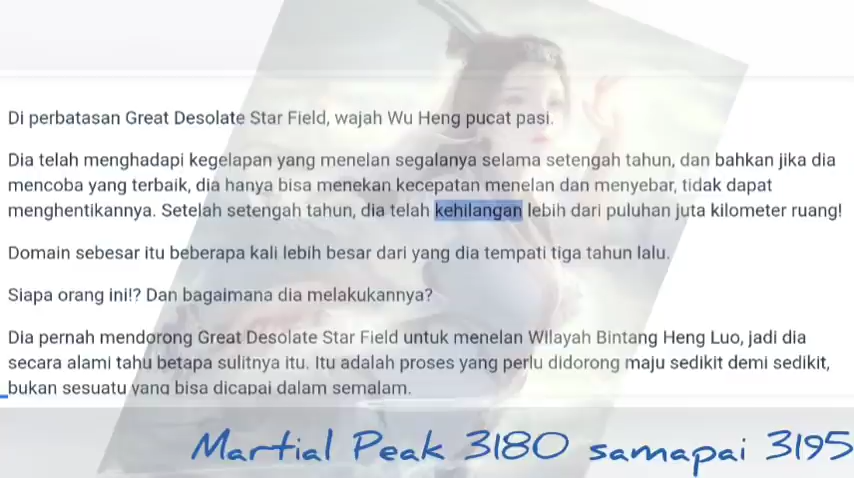 Di perbatasan Great Desolate Star Field, wajah Wu Heng pucat pasi.
Dia telah menghadapi kegelapan yang menelan segalanya selama setengah tahun, dan bahkan jika dia
mencoba yang terbaik, dia hanya bisa menekan kecepatan menelan dan menyebar, tidak dapat
menghentikannya. Setelah setengah tahun, dia telah kehilangan lebih dari puluhan juta kilometer ruang!
Domain sebesar itu beberapa kali lebih besar dari yang dia tempati tiga tahun lalu.
Siapa orang ini!? Dan bagaimana dia melakukannya?
Dia pernah mendorong Great Desolate Star Field untuk menelan Wilayah Bintang Heng Luo, jadi dia
secara alami tahu betapa sulitnya itu. Itu adalah proses yang perlu didorong maju sedikit demi sedikit,
bukan sesuatu yang bisa dicapai dalam semalam.
Martial Peak 3180 samapai 3195